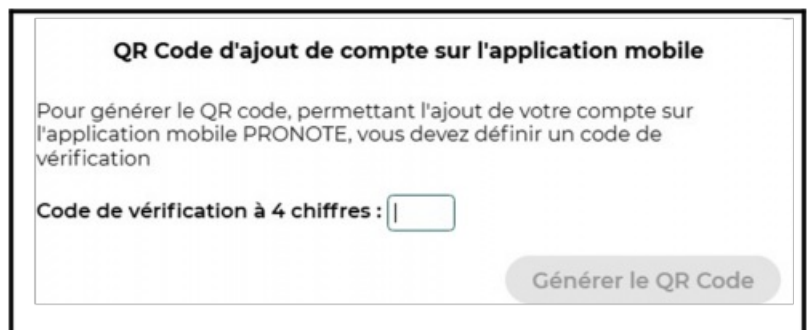 QR Code d'ajout de compte sur l'application mobile
Pour générer le QR code, permettant l'ajout de votre compte sur
l'application mobile PRONOTE, vous devez définir un code de
vérification
Code de vérification à 4 chiffres :
Générer le QR Code